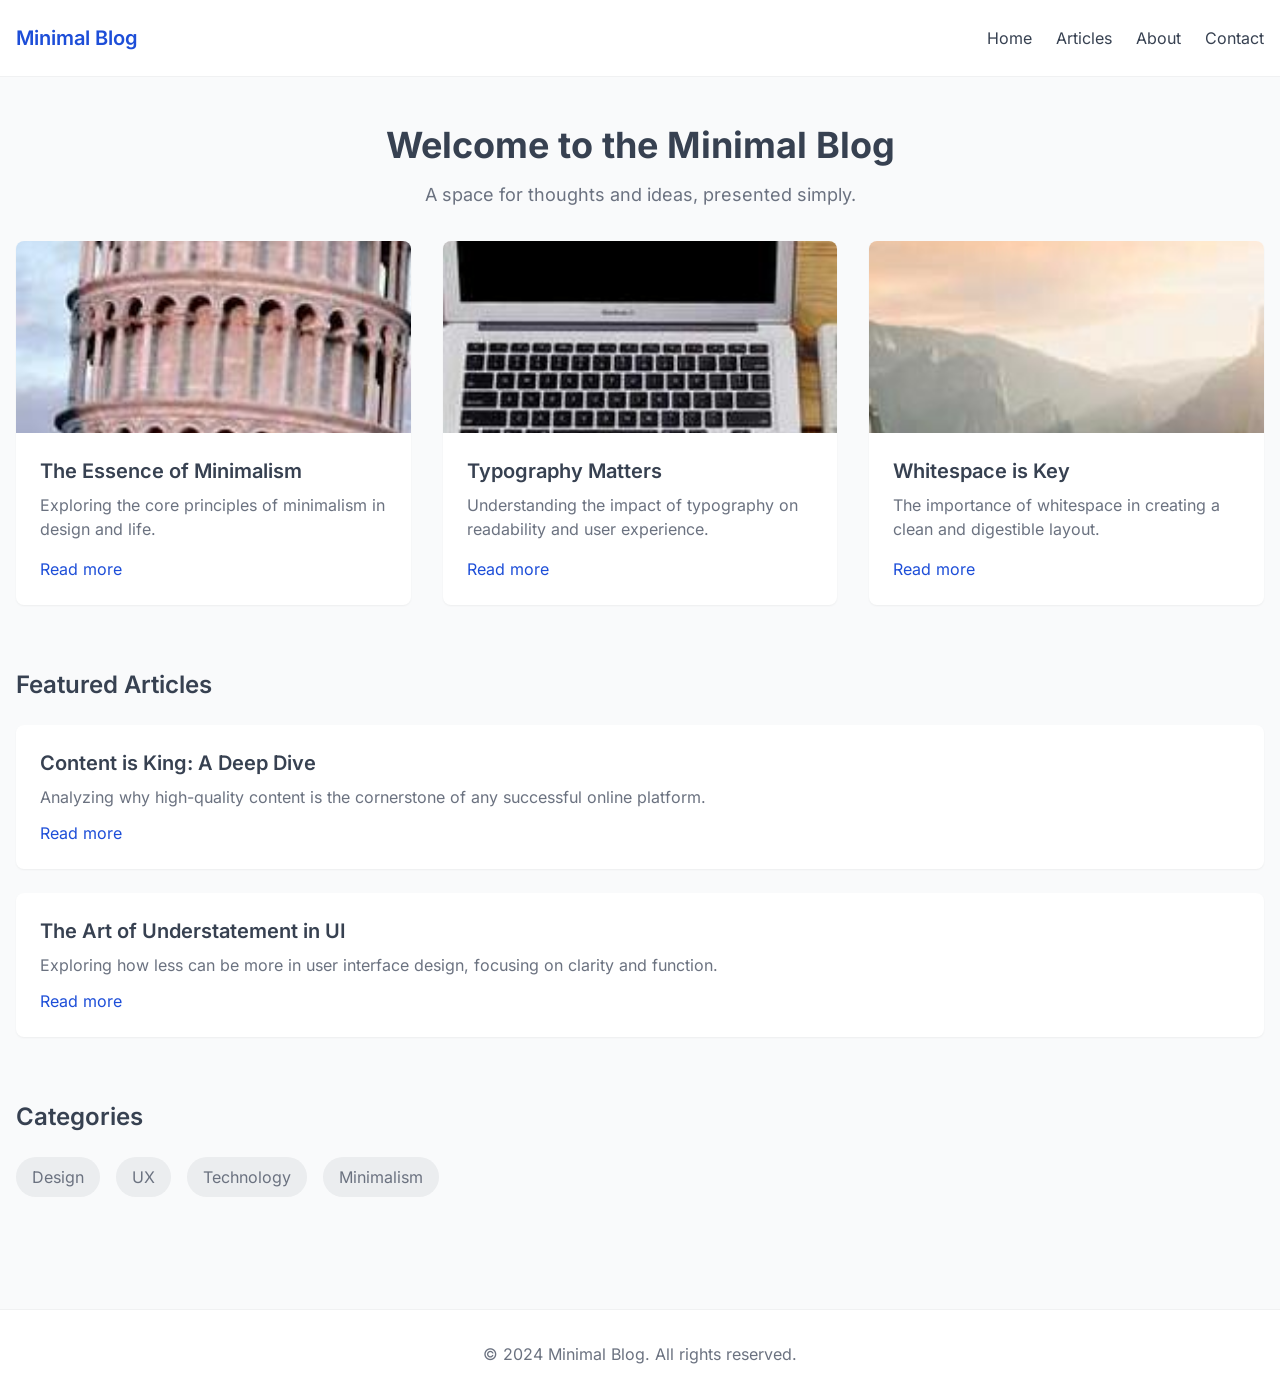 Minimal Blog
Home Articles About Contact
Welcome to the Minimal Blog
A space for thoughts and ideas, presented simply.
The Essence of Minimalism
Exploring the core principles of minimalism in
design and life.
Read more
Typography Matters
Understanding the impact of typography on
readability and user experience.
Read more
Whitespace is Key
The importance of whitespace in creating a
clean and digestible layout.
Read more
Featured Articles
Content is King: A Deep Dive
Analyzing why high-quality content is the cornerstone of any successful online platform.
Read more
The Art of Understatement in UI
Exploring how less can be more in user interface design, focusing on clarity and function.
Read more
Categories
Design UX Technology Minimalism
© 2024 Minimal Blog. All rights reserved.